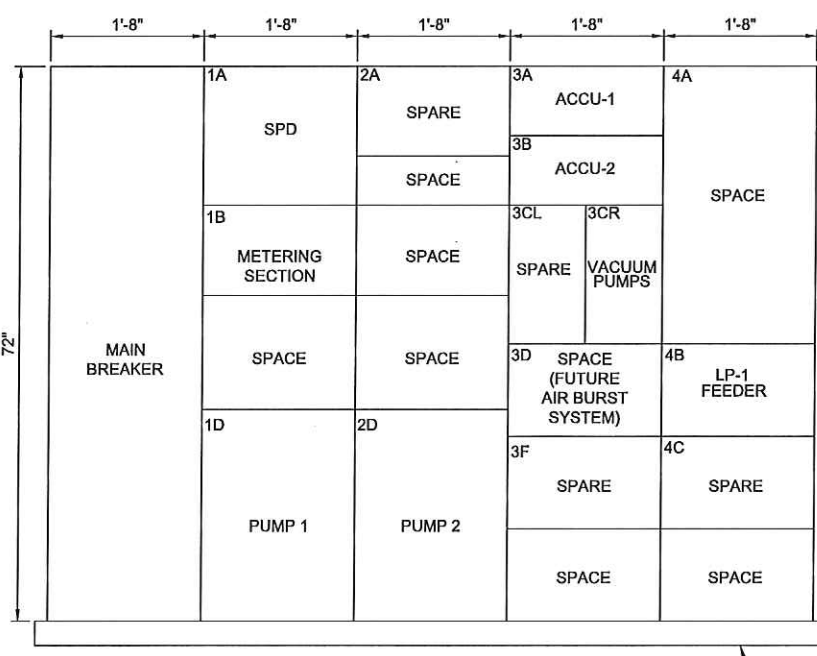 1'-8" 1'-8" 1'-8" 1'-8" 1'-8"
72"
MAIN
BREAKER
1A
SPD
1B
METERING
SECTION
SPACE
1D
PUMP 1
2A
SPARE
SPACE
SPACE
SPACE
2D
PUMP 2
3A
ACCU-1
3B
ACCU-2
3CL
SPARE
3CR
VACUUM
PUMPS
3D
SPACE
(FUTURE
AIR BURST
SYSTEM)
3F
SPARE
SPACE
4A
SPACE
4B
LP-1
FEEDER
4C
SPARE
SPACE